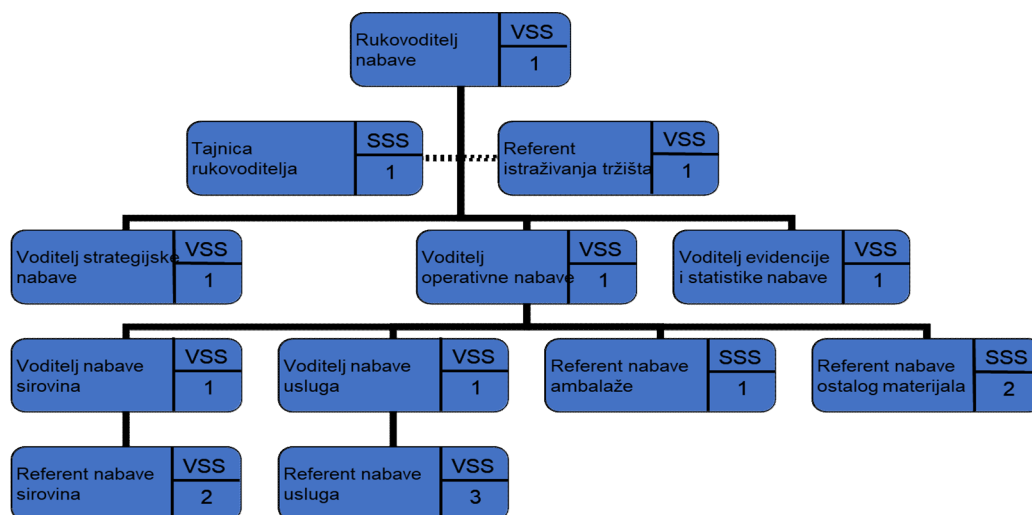 Rukovoditelj
nabave
VSS
1
Tajnica
rukovoditelja
SSS
1
Referent
istraživanja tržišta
VSS
1
Voditelj strategijske
nabave
VSS
1
Voditelj
operativne nabave
VSS
1
Voditelj evidencije
i statistike nabave
VSS
1
Voditelj nabave
sirovina
VSS
1
Voditelj nabave
usluga
VSS
1
Referent nabave
ambalaže
SSS
1
Referent nabave
ostalog materijala
SSS
2
Referent nabave
sirovina
VSS
2
Referent nabave
usluga
VSS
3